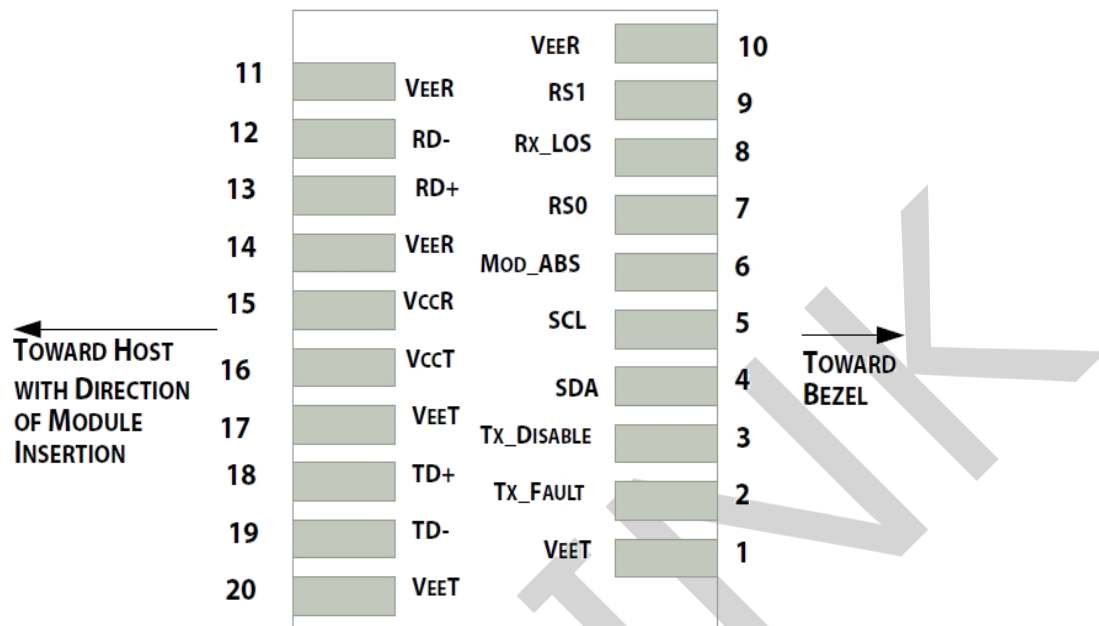 11 VEER
12 RD-
13 RD+
14 VEER
15 VCCR
16 VCCT
17 VEET
18 TD+
19 TD-
20 VEET
VEER 10
RS1 9
RX_LOS 8
RS0 7
MOD_ABS 6
SCL 5
SDA 4
TX_DISABLE 3
TX_FAULT 2
VEET 1
TOWARD HOST
WITH DIRECTION
OF MODULE
INSERTION
TOWARD
BEZEL